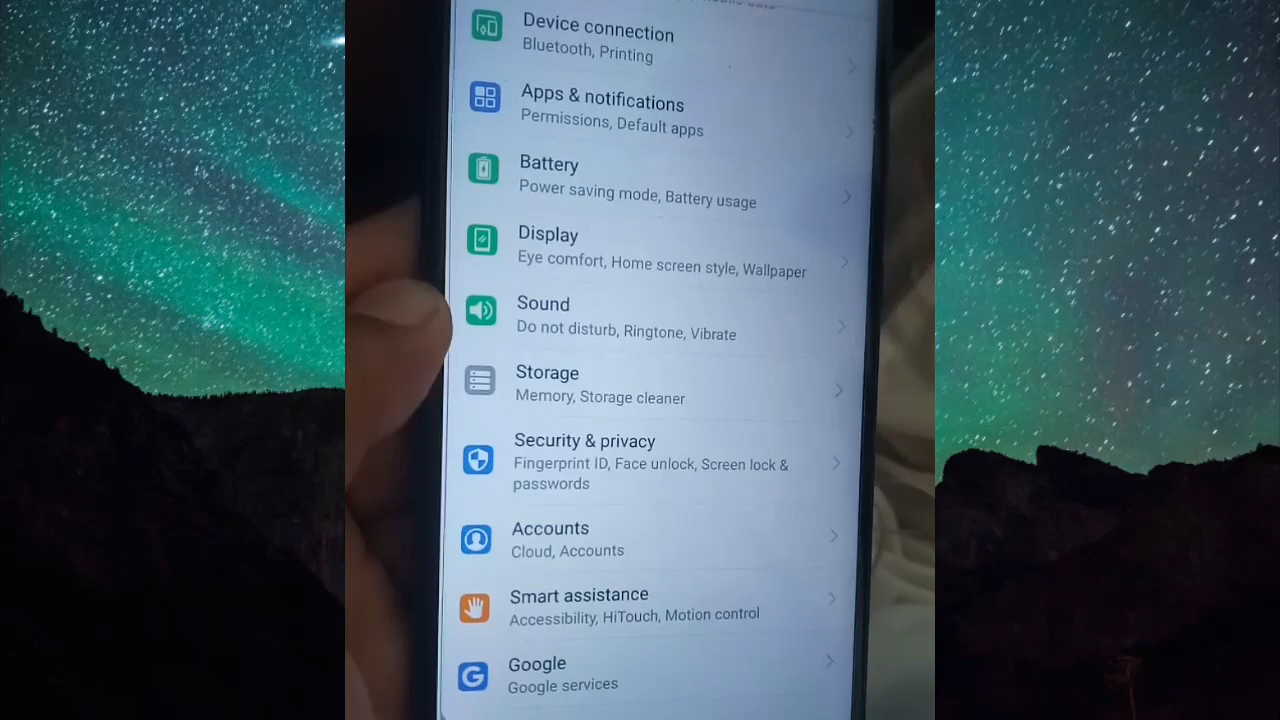 Device connection
Bluetooth, Printing
Apps & notifications
Permissions, Default apps
Battery
Power saving mode, Battery usage
Display
Eye comfort, Home screen style, Wallpaper
Sound
Do not disturb, Ringtone, Vibrate
Storage
Memory, Storage cleaner
Security & privacy
Fingerprint ID, Face unlock, Screen lock &
passwords
Accounts
Cloud, Accounts
Smart assistance
Accessibility, HiTouch, Motion control
Google
Google services